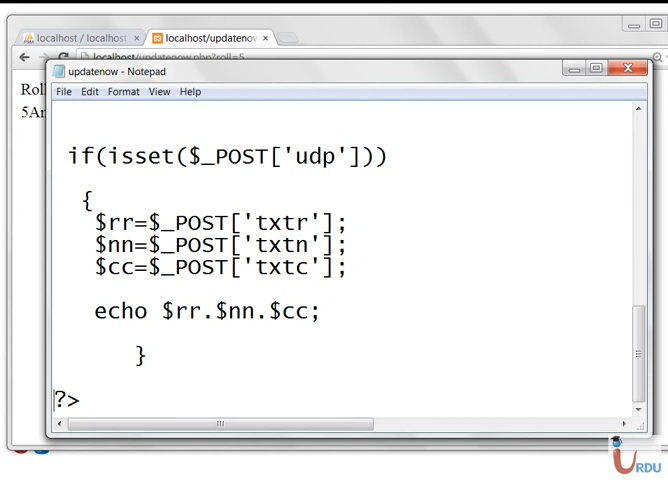 localhost / localhost
localhost/updatenow
localhost/updatenow.php?roll=5
updatenow - Notepad
Roll
File Edit Format View Help
5An
if(isset($_POST['udp']))
{
$rr=$_POST['txtr'];
$nn=$_POST['txtn'];
$cc=$_POST['txtc'];
echo $rr.$nn.$cc;
}
?>
URDU